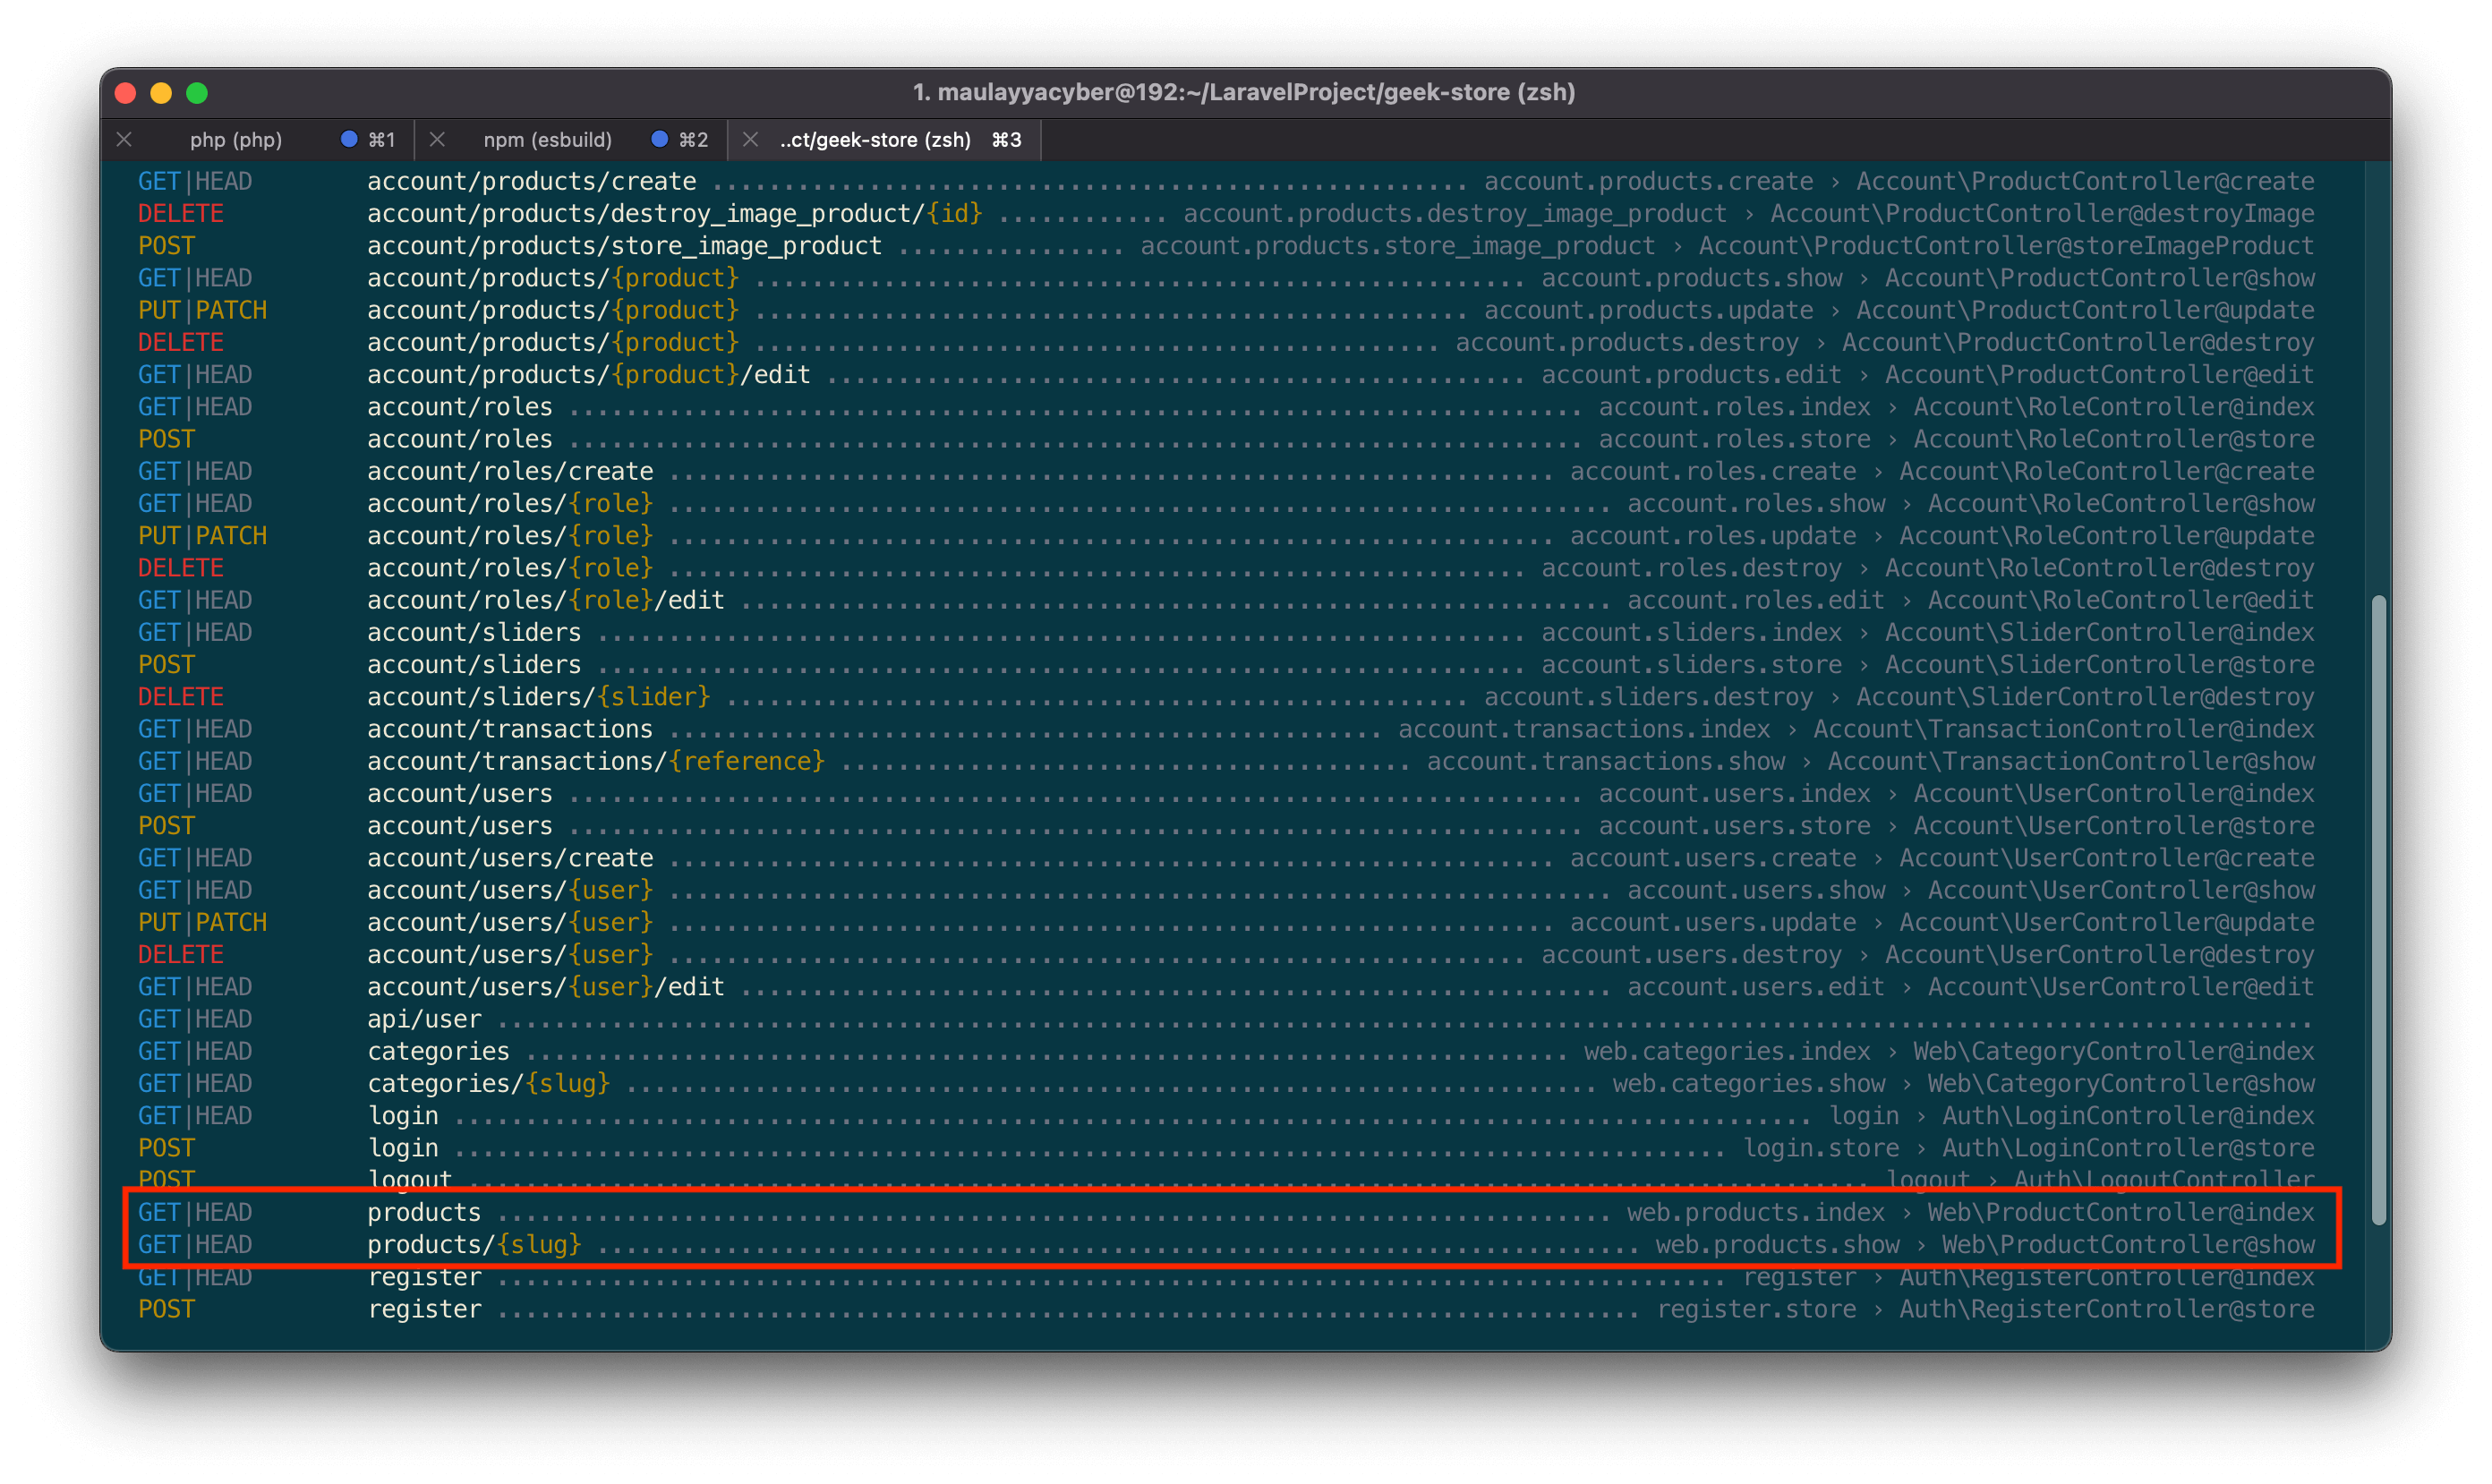 1. maulayyacyber@192:~/LaravelProject/geek-store (zsh)
php (php) ⌘1 npm (esbuild) ⌘2 ..ct/geek-store (zsh) ⌘3
GET|HEAD account/products/create ........ account.products.create › Account\ProductController@create
DELETE account/products/destroy_image_product/{id} ........ account.products.destroy_image_product › Account\ProductController@destroyImage
POST account/products/store_image_product ........ account.products.store_image_product › Account\ProductController@storeImageProduct
GET|HEAD account/products/{product} ........ account.products.show › Account\ProductController@show
PUT|PATCH account/products/{product} ........ account.products.update › Account\ProductController@update
DELETE account/products/{product} ........ account.products.destroy › Account\ProductController@destroy
GET|HEAD account/products/{product}/edit ........ account.products.edit › Account\ProductController@edit
GET|HEAD account/roles ........ account.roles.index › Account\RoleController@index
POST account/roles ........ account.roles.store › Account\RoleController@store
GET|HEAD account/roles/create ........ account.roles.create › Account\RoleController@create
GET|HEAD account/roles/{role} ........ account.roles.show › Account\RoleController@show
PUT|PATCH account/roles/{role} ........ account.roles.update › Account\RoleController@update
DELETE account/roles/{role} ........ account.roles.destroy › Account\RoleController@destroy
GET|HEAD account/roles/{role}/edit ........ account.roles.edit › Account\RoleController@edit
GET|HEAD account/sliders ........ account.sliders.index › Account\SliderController@index
POST account/sliders ........ account.sliders.store › Account\SliderController@store
DELETE account/sliders/{slider} ........ account.sliders.destroy › Account\SliderController@destroy
GET|HEAD account/transactions ........ account.transactions.index › Account\TransactionController@index
GET|HEAD account/transactions/{reference} ........ account.transactions.show › Account\TransactionController@show
GET|HEAD account/users ........ account.users.index › Account\UserController@index
POST account/users ........ account.users.store › Account\UserController@store
GET|HEAD account/users/create ........ account.users.create › Account\UserController@create
GET|HEAD account/users/{user} ........ account.users.show › Account\UserController@show
PUT|PATCH account/users/{user} ........ account.users.update › Account\UserController@update
DELETE account/users/{user} ........ account.users.destroy › Account\UserController@destroy
GET|HEAD account/users/{user}/edit ........ account.users.edit › Account\UserController@edit
GET|HEAD api/user ........
GET|HEAD categories ........ web.categories.index › Web\CategoryController@index
GET|HEAD categories/{slug} ........ web.categories.show › Web\CategoryController@show
GET|HEAD login ........ login › Auth\LoginController@index
POST login ........ login.store › Auth\LoginController@store
POST logout ........ logout › Auth\LogoutController
GET|HEAD products ........ web.products.index › Web\ProductController@index
GET|HEAD products/{slug} ........ web.products.show › Web\ProductController@show
GET|HEAD register ........ register › Auth\RegisterController@index
POST register ........ register.store › Auth\RegisterController@store